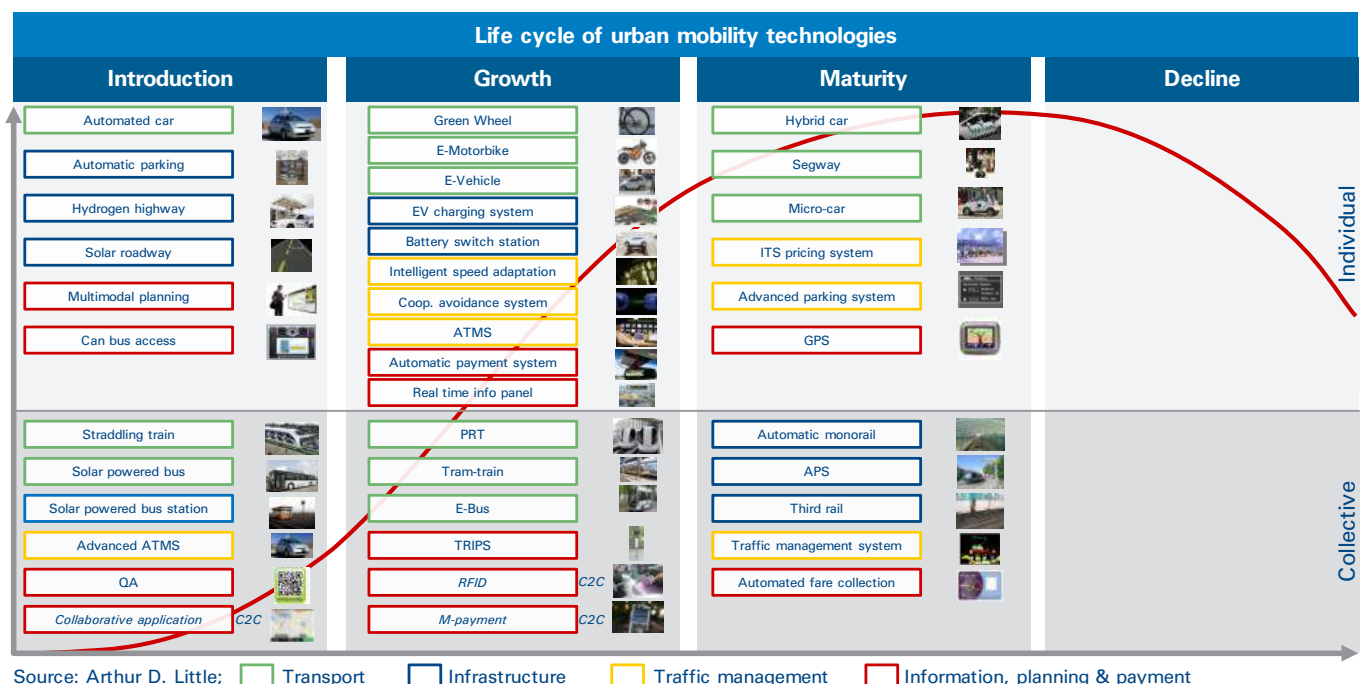 Life cycle of urban mobility technologies
Introduction
Growth
Maturity
Decline
Automated car
Automatic parking
Hydrogen highway
Solar roadway
Multimodal planning
Can bus access
Green Wheel
E-Motorbike
E-Vehicle
EV charging system
Battery switch station
Intelligent speed adaptation
Coop. avoidance system
ATMS
Automatic payment system
Real time info panel
Hybrid car
Segway
Micro-car
ITS pricing system
Advanced parking system
GPS
Individual
Straddling train
Solar powered bus
Solar powered bus station
Advanced ATMS
QA
Collaborative application C2C
PRT
Tram-train
E-Bus
TRIPS
RFID C2C
M-payment C2C
Automatic monorail
APS
Third rail
Traffic management system
Automated fare collection
Collective
Source: Arthur D. Little; Transport Infrastructure Traffic management Information, planning & payment